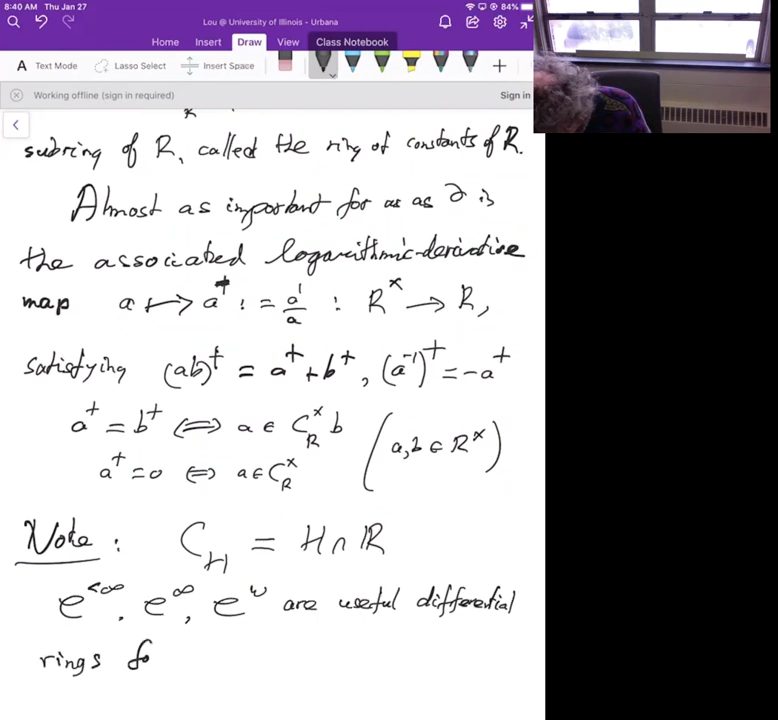 8:40 AM Thu Jan 27
84%
Lou @ University of Illinois - Urbana
Home Insert Draw View Class Notebook
A Text Mode Lasso Select Insert Space
Working offline (sign in required) Sign in
subring of R, called the ring of constants of R.
Almost as important for us as ∂ is
the associated logarithmic-derivative
map a ↦ a† := a'/a : R^× → R,
satisfying (ab)† = a† + b†, (a⁻¹)† = -a†
a† = b† ⇔ a ∈ C_R^× b (a, b ∈ R^×)
a† = 0 ⇔ a ∈ C_R^×
Note: C_H = H ∩ ℝ
e^{<∞}, e^∞, e^ω are useful differential
rings fo